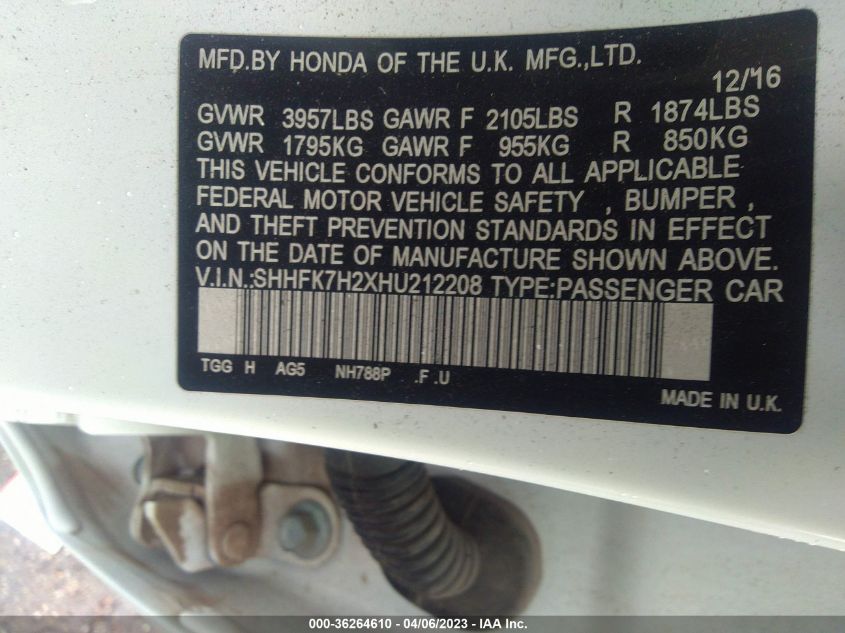 MFD.BY HONDA OF THE U.K. MFG.,LTD.
12/16
GVWR 3957LBS GAWR F 2105LBS R 1874LBS
GVWR 1795KG GAWR F 955KG R 850KG
THIS VEHICLE CONFORMS TO ALL APPLICABLE
FEDERAL MOTOR VEHICLE SAFETY , BUMPER ,
AND THEFT PREVENTION STANDARDS IN EFFECT
ON THE DATE OF MANUFACTURE SHOWN ABOVE.
V.I.N.:SHHFK7H2XHU212208 TYPE:PASSENGER CAR
TGG H AG5 NH788P .F .U
MADE IN U.K.
000-36264610 - 04/06/2023 - IAA Inc.